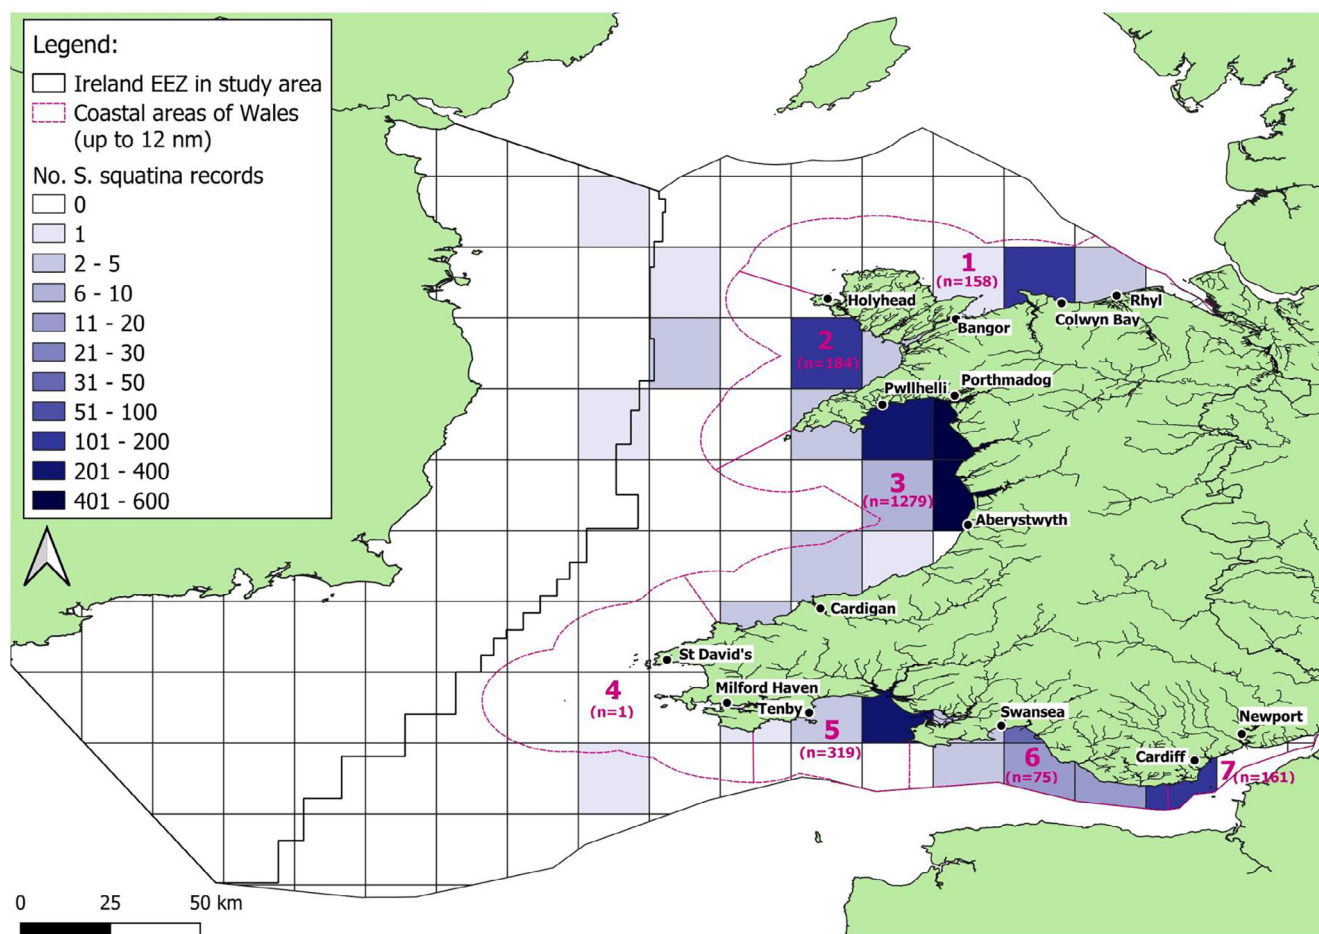 Legend:
Ireland EEZ in study area
Coastal areas of Wales
(up to 12 nm)
No. S. squatina records
0
1
2 - 5
6 - 10
11 - 20
21 - 30
31 - 50
51 - 100
101 - 200
201 - 400
401 - 600
1
(n=158)
Holyhead
Rhyl
Colwyn Bay
Bangor
2
(n=184)
Pwllhelli
Porthmadog
3
(n=1279)
Aberystwyth
Cardigan
St David's
4
(n=1)
Milford Haven
Tenby
5
(n=319)
Swansea
6
(n=75)
Newport
Cardiff
7
(n=161)
0 25 50 km